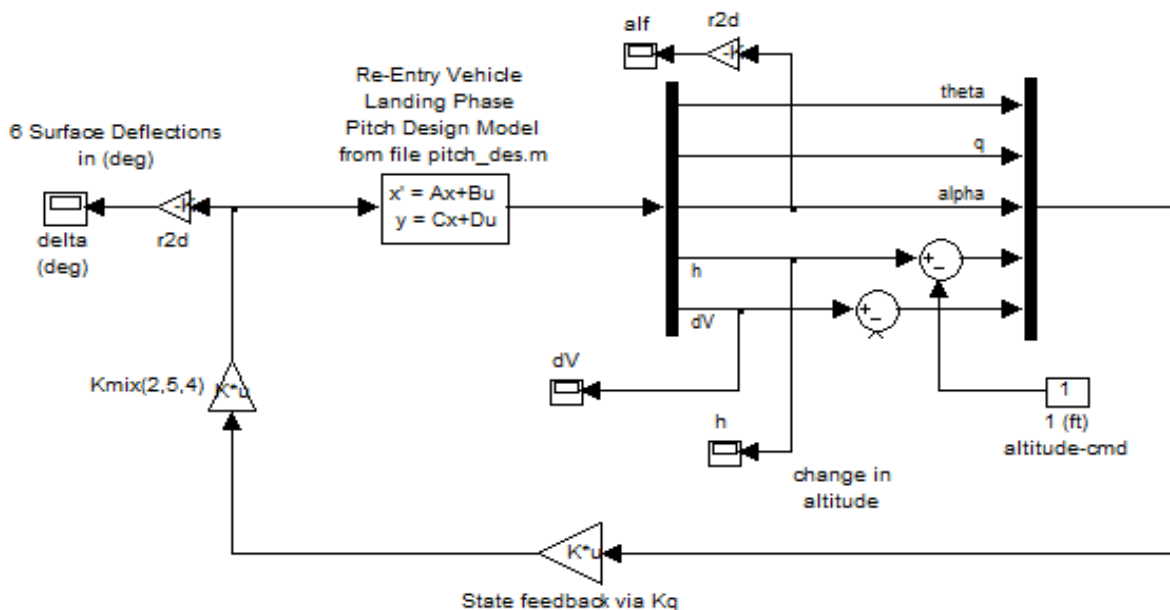 alf
r2d
-K
Re-Entry Vehicle
Landing Phase
Pitch Design Model
from file pitch_des.m
x' = Ax+Bu
y = Cx+Du
6 Surface Deflections
in (deg)
-K
r2d
delta
(deg)
theta
q
alpha
h
dV
+
−
+
−
dV
h
change in
altitude
1
1 (ft)
altitude-cmd
Kmix(2,5,4)
K*u
K*u
State feedback via Kq